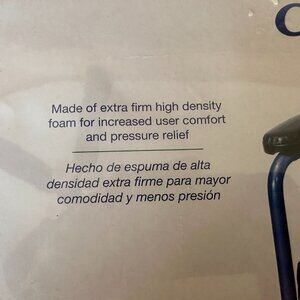 Made of extra firm high density
foam for increased user comfort
and pressure relief
Hecho de espuma de alta
densidad extra firme para mayor
comodidad y menos presión